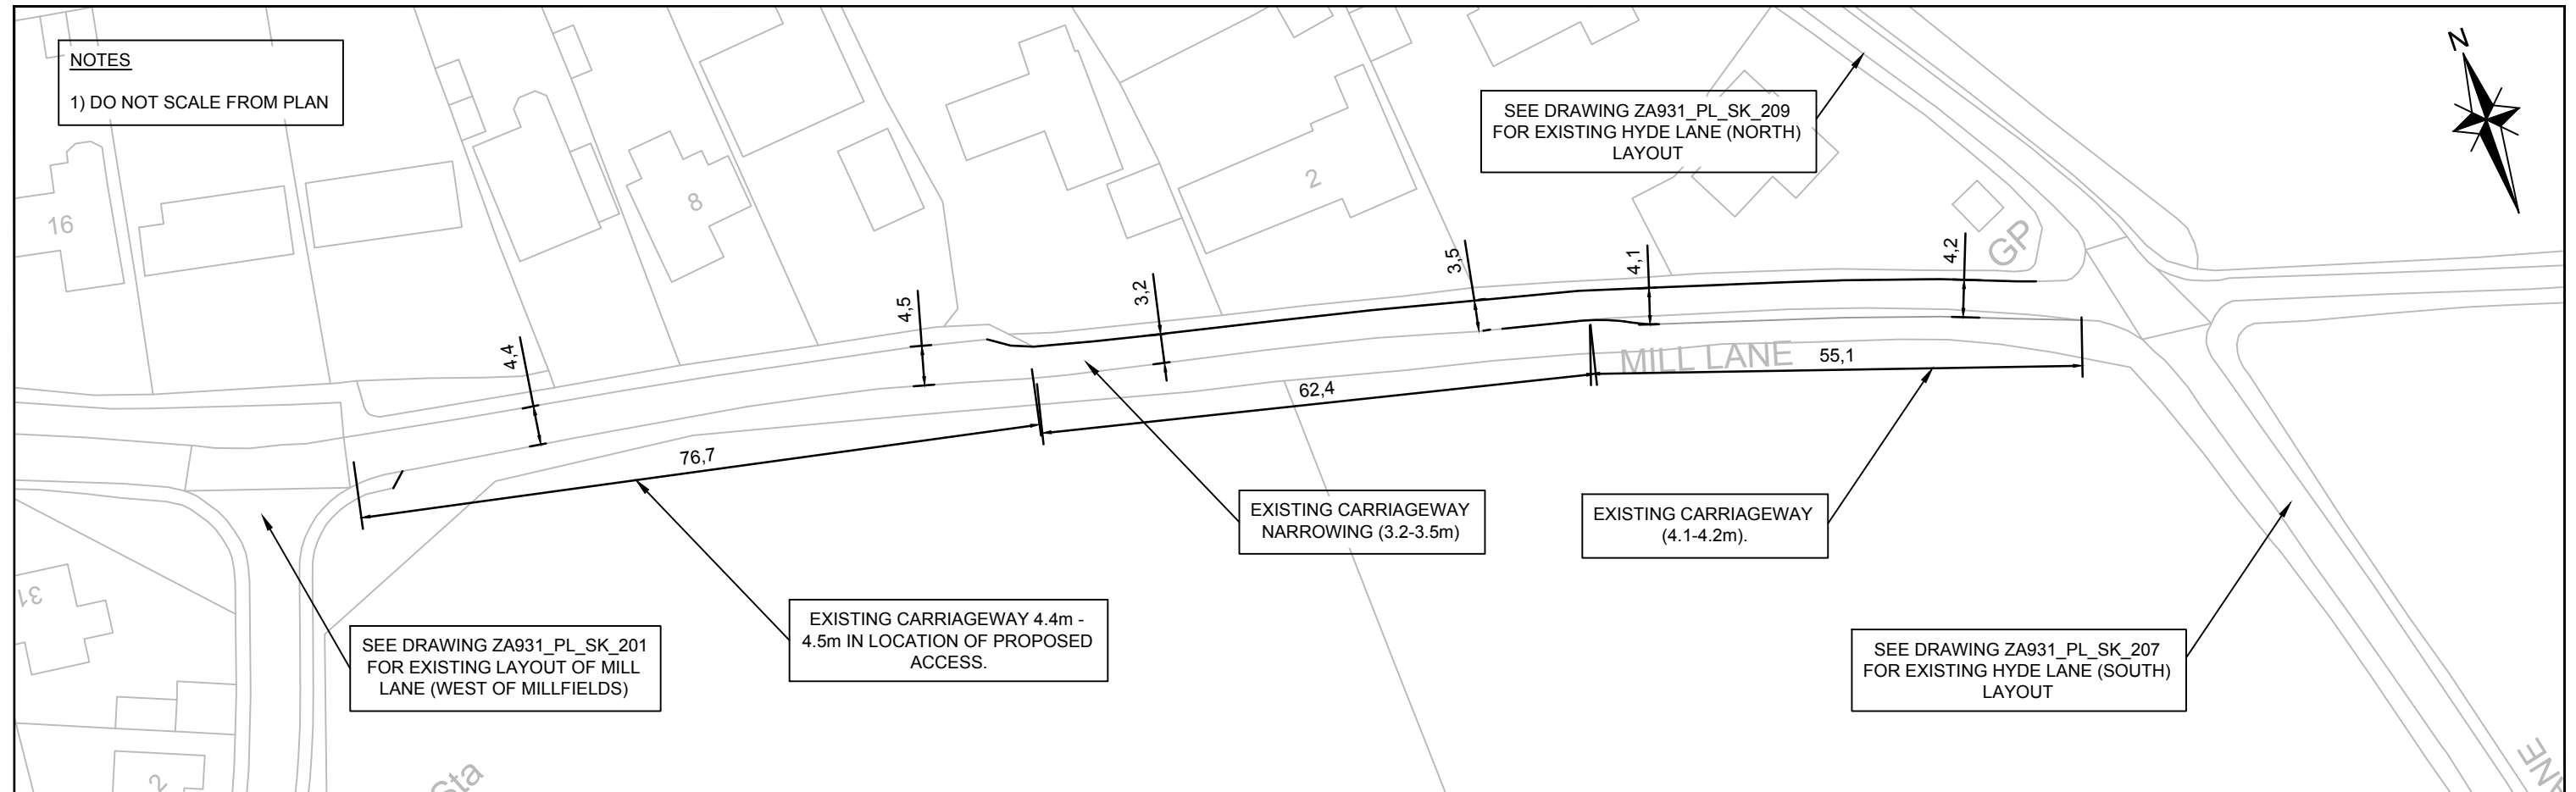 NOTES
1) DO NOT SCALE FROM PLAN
N
SEE DRAWING ZA931_PL_SK_209
FOR EXISTING HYDE LANE (NORTH)
LAYOUT
16
8
2
GP
4,4
4,5
3,2
3,5
4,1
4,2
MILL LANE
55,1
62,4
76,7
EXISTING CARRIAGEWAY
NARROWING (3.2-3.5m)
EXISTING CARRIAGEWAY
(4.1-4.2m).
EXISTING CARRIAGEWAY 4.4m -
4.5m IN LOCATION OF PROPOSED
ACCESS.
SEE DRAWING ZA931_PL_SK_201
FOR EXISTING LAYOUT OF MILL
LANE (WEST OF MILLFIELDS)
SEE DRAWING ZA931_PL_SK_207
FOR EXISTING HYDE LANE (SOUTH)
LAYOUT
31
2
Sta